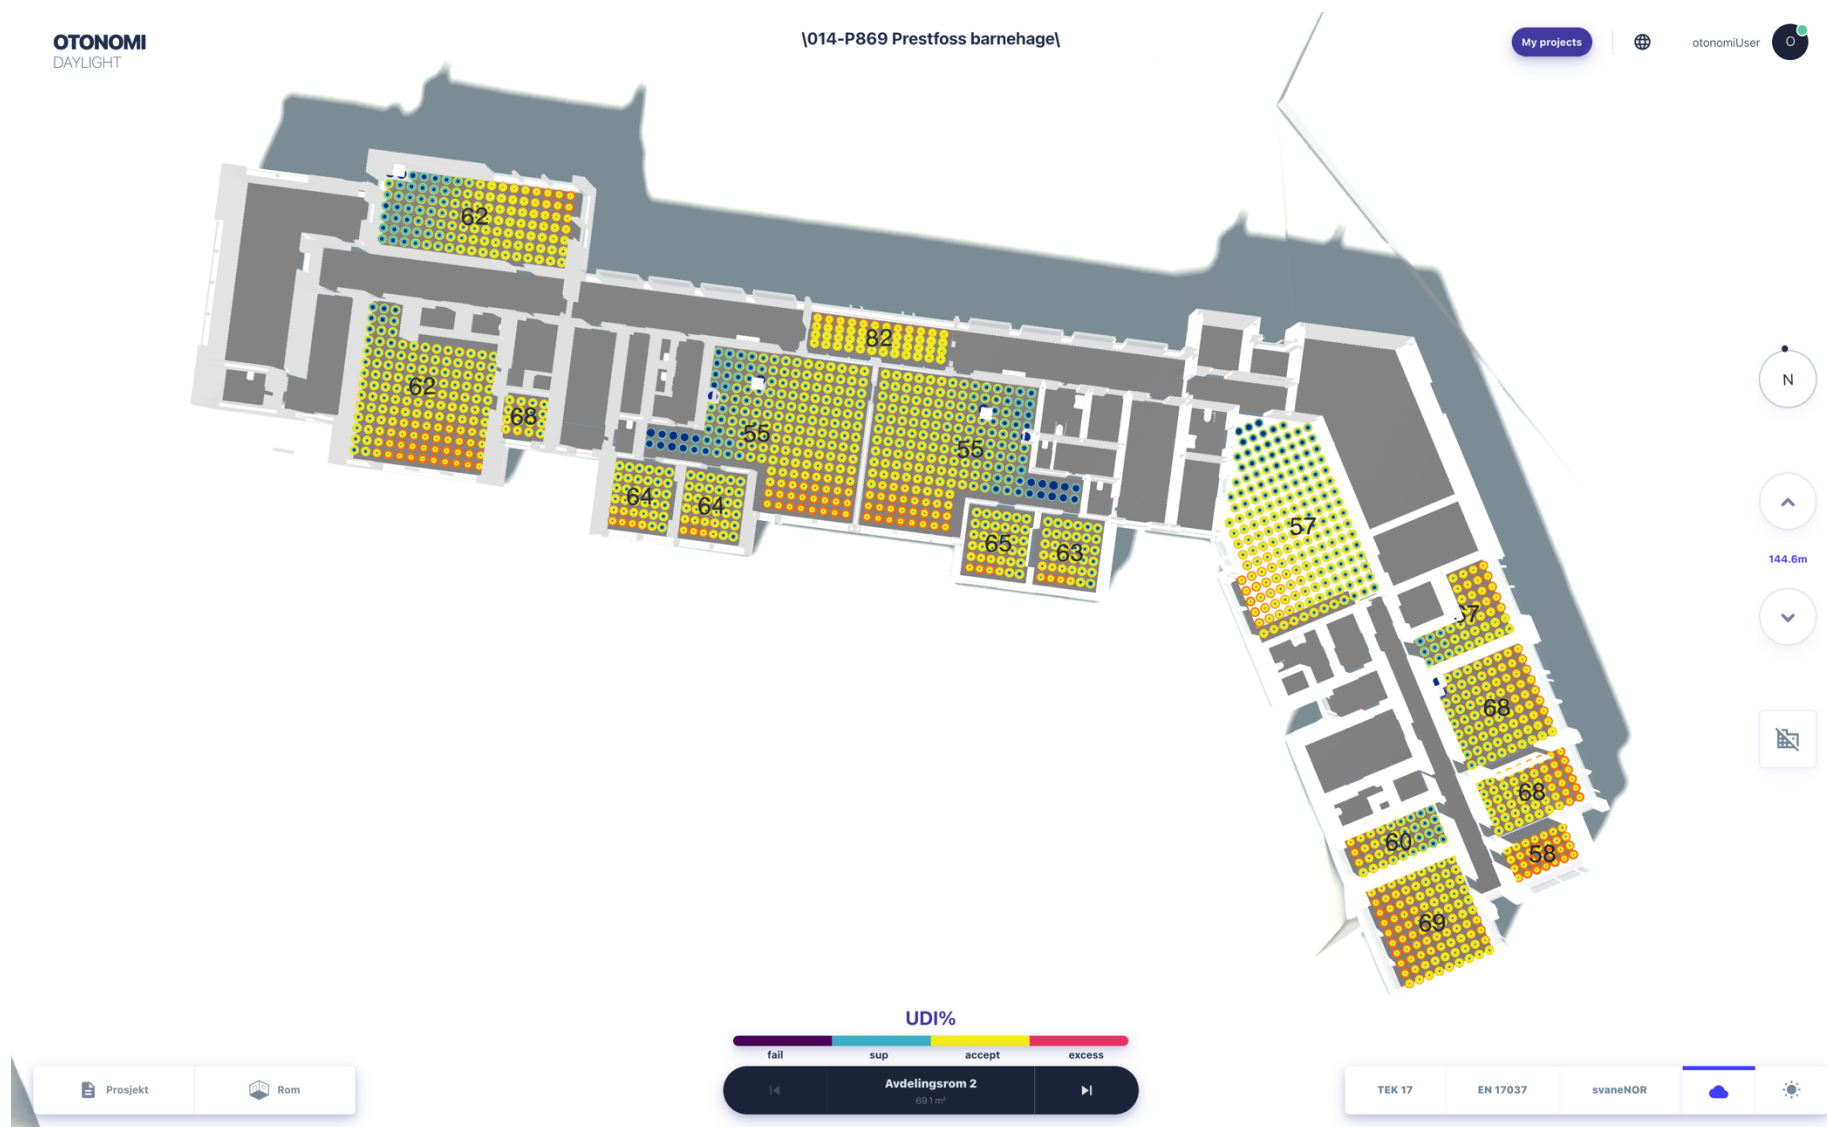 OTONOMI
DAYLIGHT
\014-P869 Prestfoss barnehage\
My projects
otonomiUser
O
62
82
62
68
55
55
64
64
65
63
57
67
68
68
60
58
69
N
144.6m
UDI%
fail sup accept excess
Prosjekt
Rom
Avdelingsrom 2
69.1 m²
TEK 17
EN 17037
svaneNOR